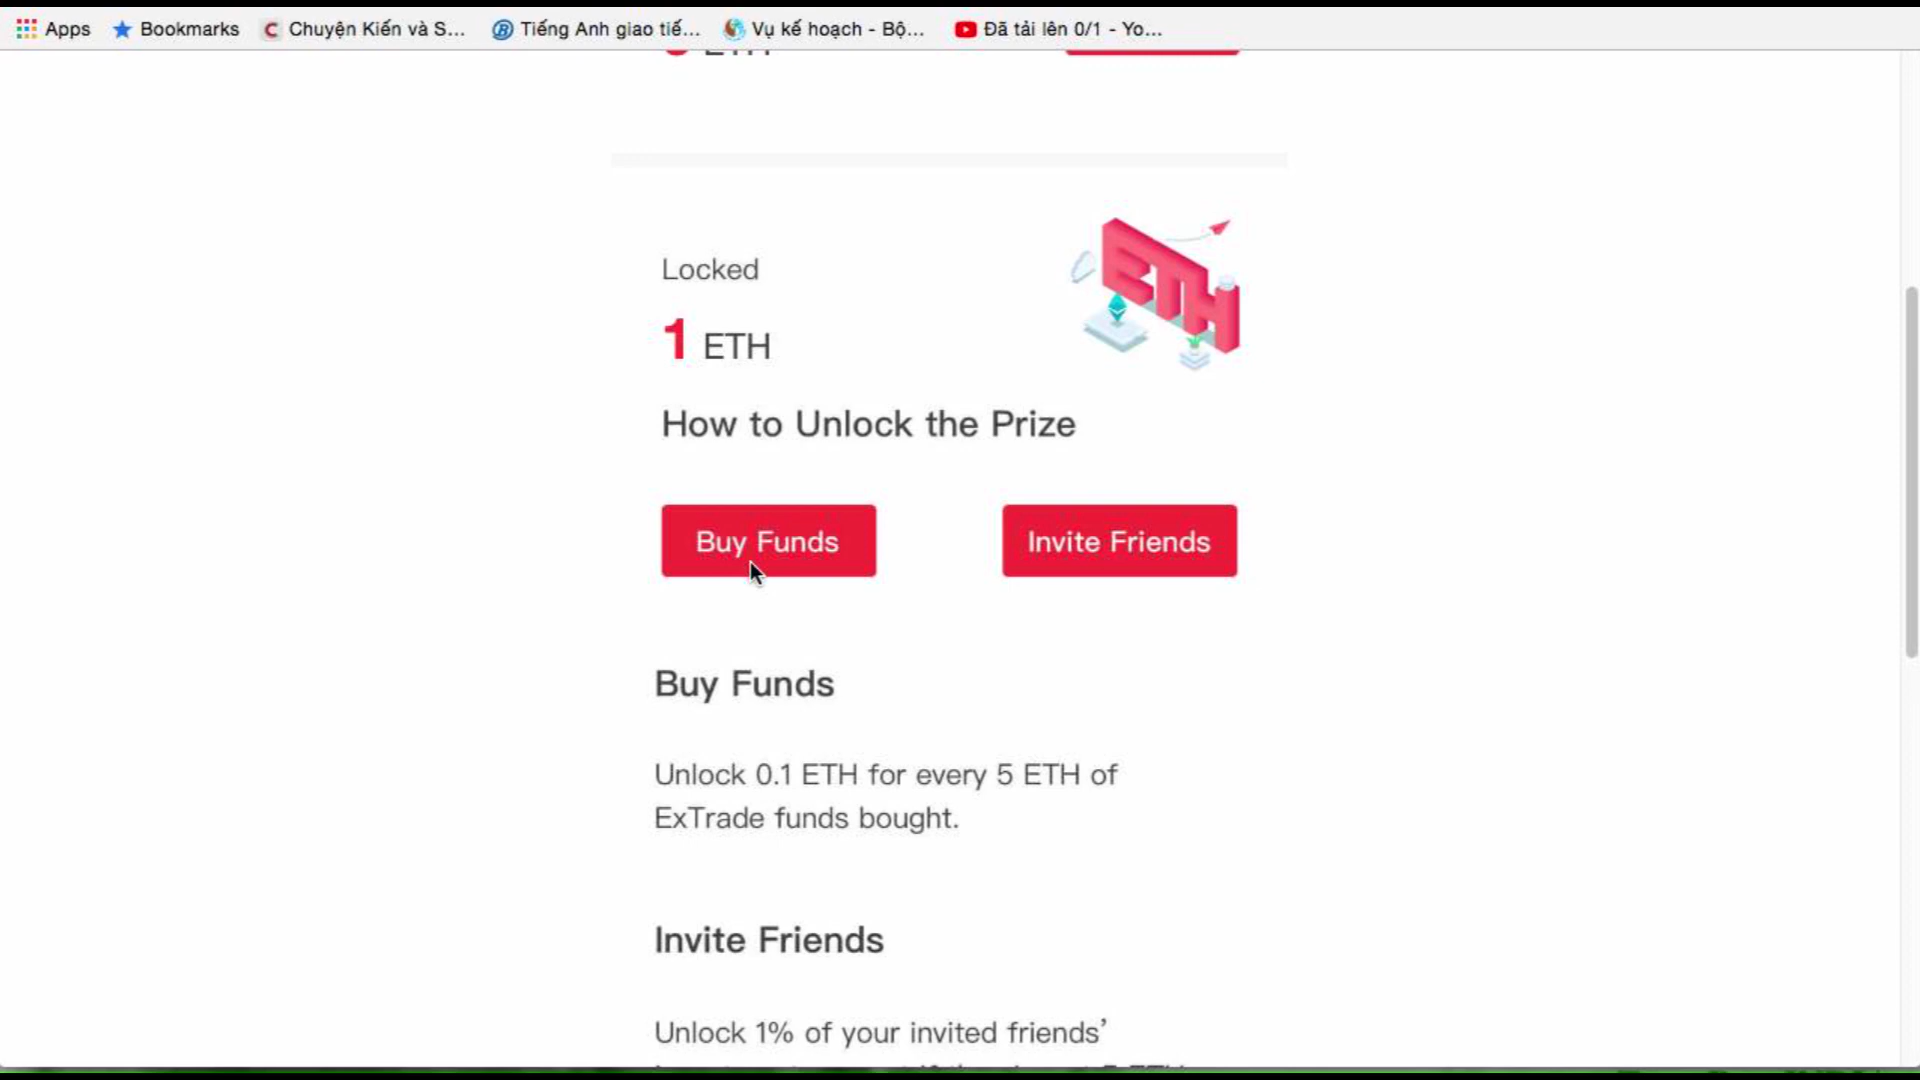 Apps Bookmarks Chuyện Kiến và S... Tiếng Anh giao tiế... Vụ kế hoạch - Bộ... Đã tải lên 0/1 - Yo...
ETH
Locked
ETH
1 ETH
How to Unlock the Prize
Buy Funds Invite Friends
Buy Funds
Unlock 0.1 ETH for every 5 ETH of
ExTrade funds bought.
Invite Friends
Unlock 1% of your invited friends’